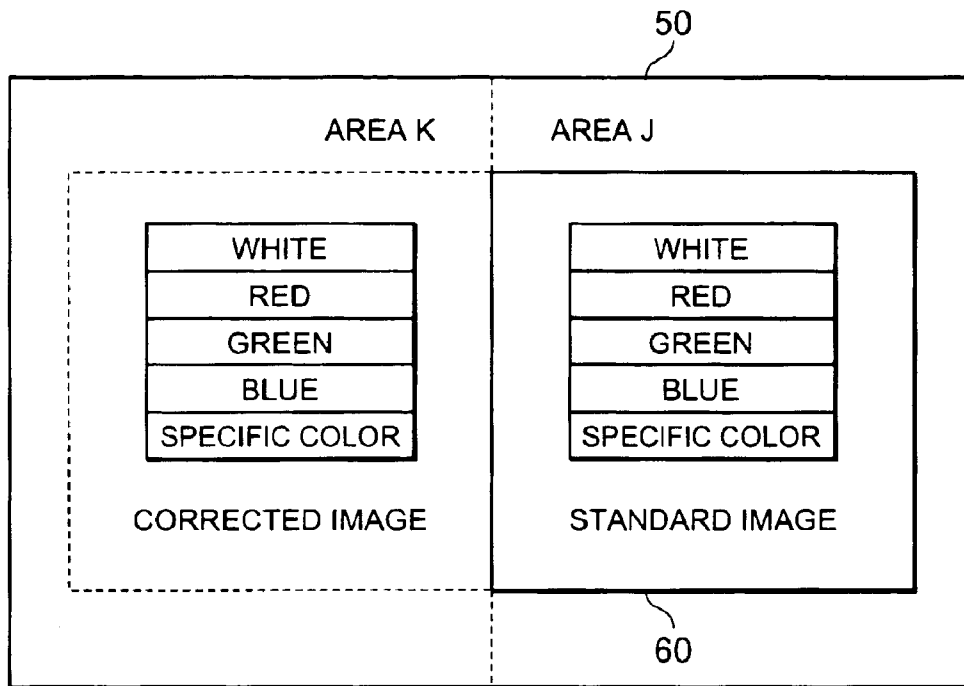 50
AREA K AREA J
WHITE WHITE
RED RED
GREEN GREEN
BLUE BLUE
SPECIFIC COLOR SPECIFIC COLOR
CORRECTED IMAGE STANDARD IMAGE
60